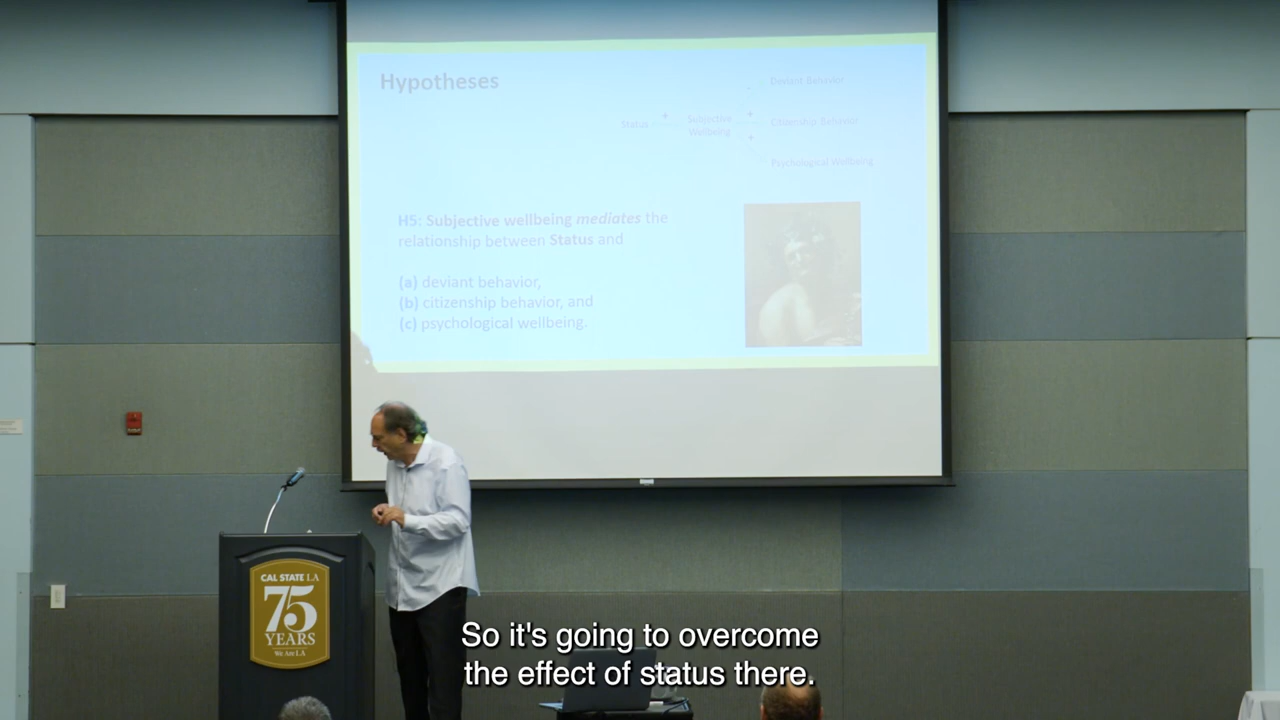 Hypotheses
Deviant Behavior
+
+
Status
Subjective
Wellbeing
Citizenship Behavior
+
Psychological Wellbeing
H5: Subjective wellbeing mediates the
relationship between Status and
(a) deviant behavior,
(b) citizenship behavior, and
(c) psychological wellbeing.
CAL STATE LA
75
YEARS
We Are LA
So it's going to overcome
the effect of status there.